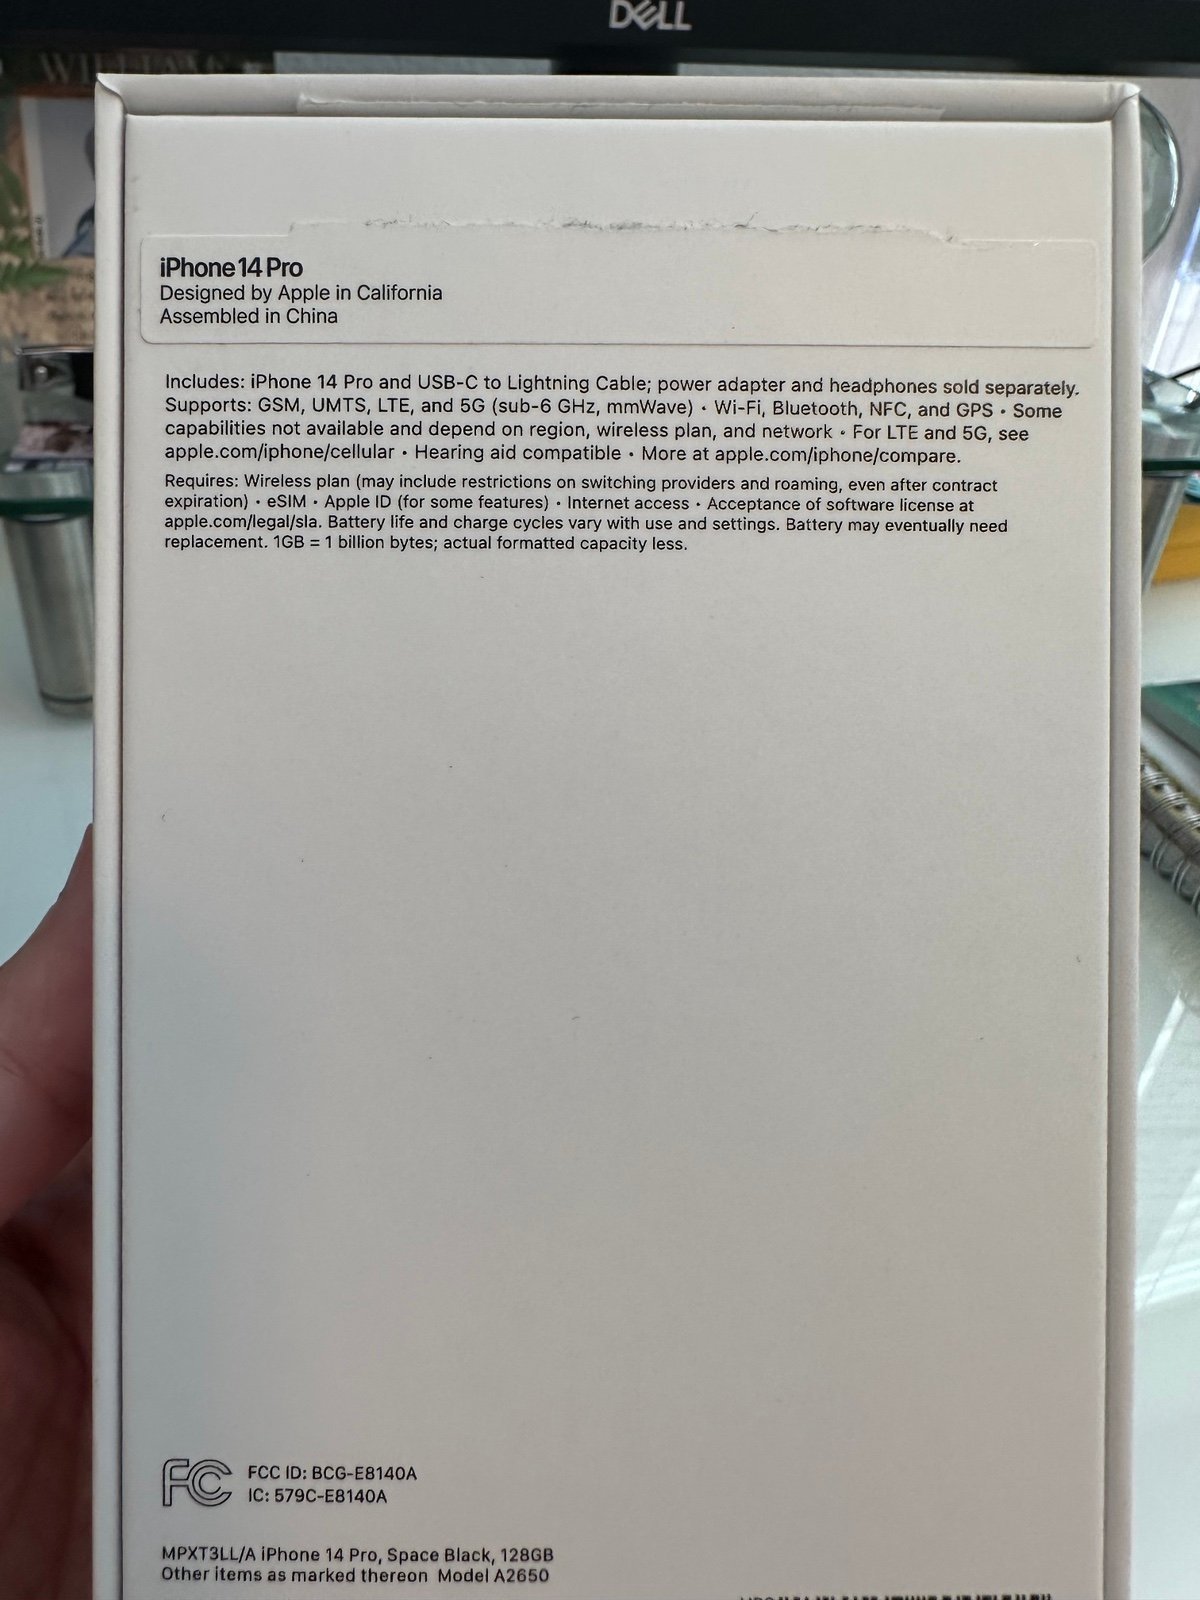 DELL
WILLIAMS
iPhone 14 Pro
Designed by Apple in California
Assembled in China
Includes: iPhone 14 Pro and USB-C to Lightning Cable; power adapter and headphones sold separately.
Supports: GSM, UMTS, LTE, and 5G (sub-6 GHz, mmWave) • Wi-Fi, Bluetooth, NFC, and GPS • Some
capabilities not available and depend on region, wireless plan, and network • For LTE and 5G, see
apple.com/iphone/cellular • Hearing aid compatible • More at apple.com/iphone/compare.
Requires: Wireless plan (may include restrictions on switching providers and roaming, even after contract
expiration) • eSIM • Apple ID (for some features) • Internet access • Acceptance of software license at
apple.com/legal/sla. Battery life and charge cycles vary with use and settings. Battery may eventually need
replacement. 1GB = 1 billion bytes; actual formatted capacity less.
FC
FCC ID: BCG-E8140A
IC: 579C-E8140A
MPXT3LL/A iPhone 14 Pro, Space Black, 128GB
Other items as marked thereon Model A2650